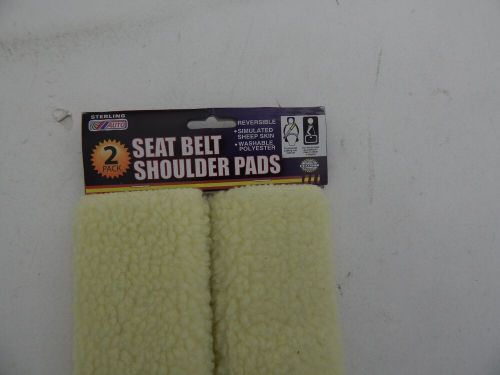 STERLING
AUTO
2
PACK
SEAT BELT
SHOULDER PADS
REVERSIBLE
• SIMULATED
SHEEP SKIN
• WASHABLE
POLYESTER